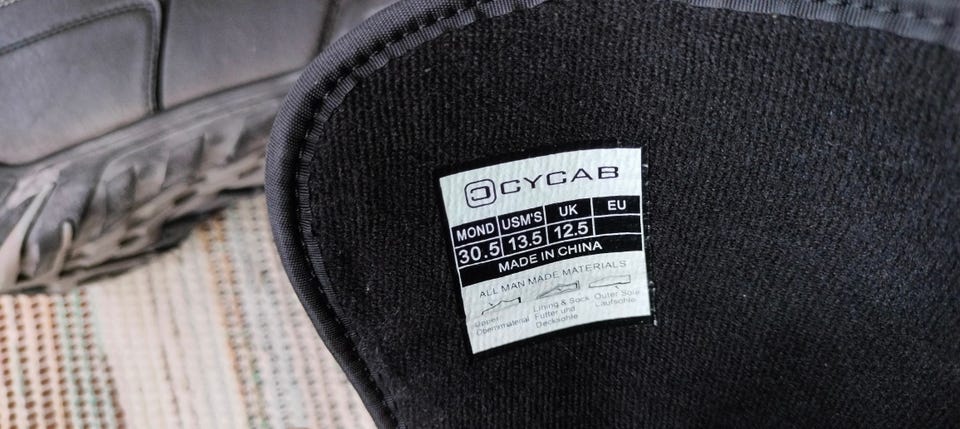 CYCAB
MOND USM'S UK EU
30.5 13.5 12.5
MADE IN CHINA
ALL MAN MADE MATERIALS
Upper Lining & Sock Outer Sole
Obermaterial Futter und Laufsohle
Decksohle